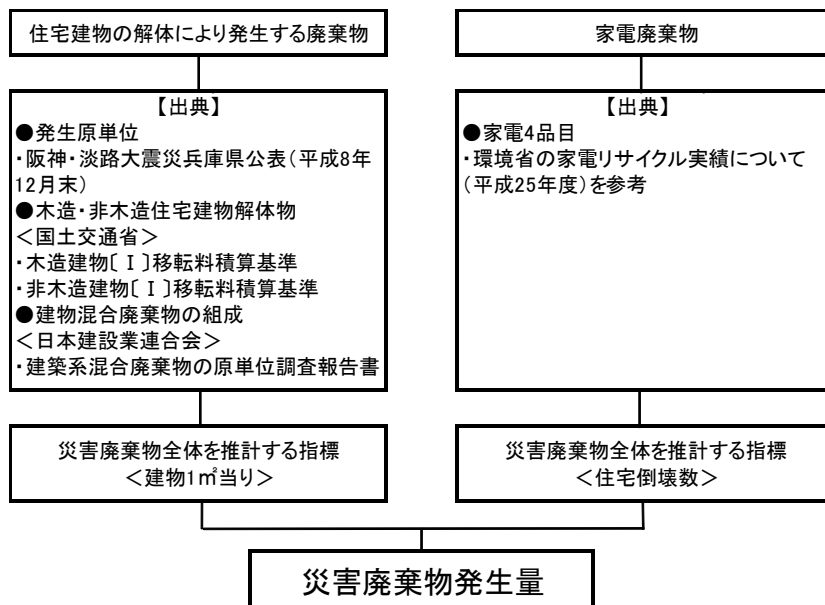 住宅建物の解体により発生する廃棄物
【出典】
●発生原単位
・阪神・淡路大震災兵庫県公表(平成8年
12月末)
●木造・非木造住宅建物解体物
<国土交通省>
・木造建物〔Ⅰ〕移転料積算基準
・非木造建物〔Ⅰ〕移転料積算基準
●建物混合廃棄物の組成
<日本建設業連合会>
・建築系混合廃棄物の原単位調査報告書
災害廃棄物全体を推計する指標
<建物1㎡当り>
家電廃棄物
【出典】
●家電4品目
・環境省の家電リサイクル実績について
(平成25年度)を参考
災害廃棄物全体を推計する指標
<住宅倒壊数>
災害廃棄物発生量